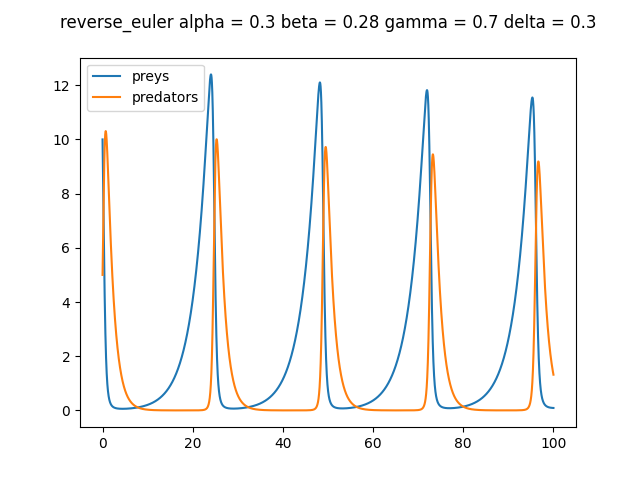 reverse_euler alpha = 0.3 beta = 0.28 gamma = 0.7 delta = 0.3
preys
predators
12
10
8
6
4
2
0
0 20 40 60 80 100